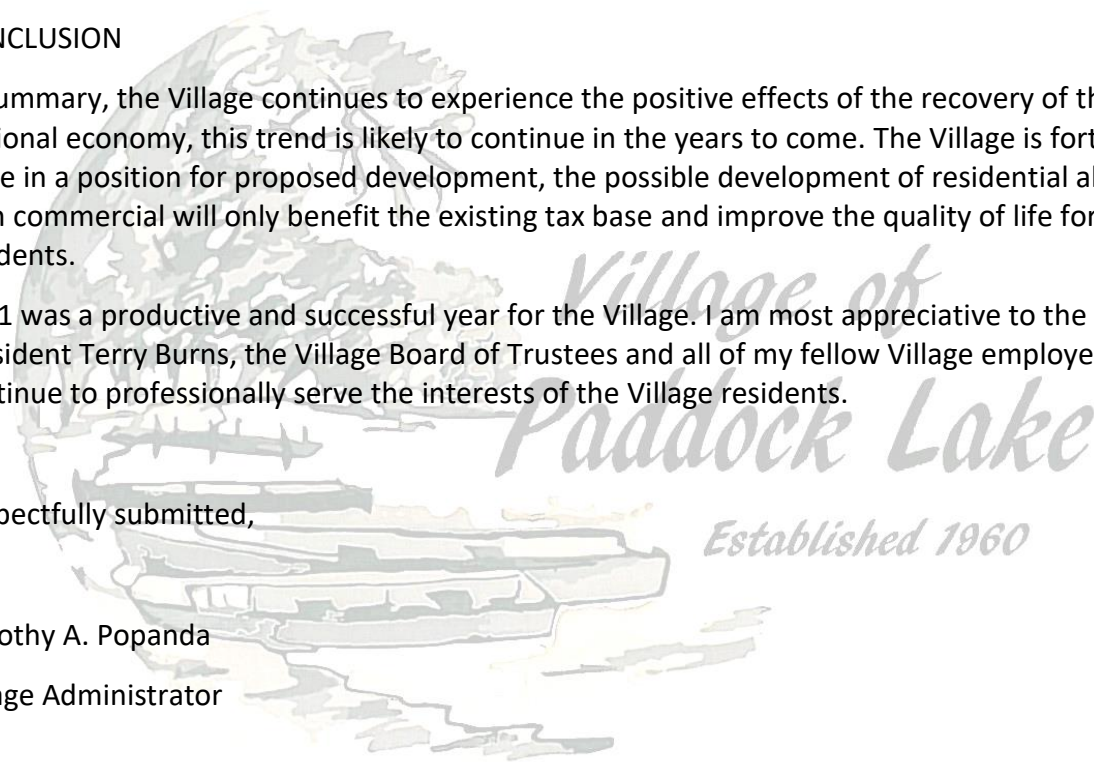 NCLUSION
ummary, the Village continues to experience the positive effects of the recovery of th
ional economy, this trend is likely to continue in the years to come. The Village is fort
e in a position for proposed development, the possible development of residential al
n commercial will only benefit the existing tax base and improve the quality of life for
dents.
1 was a productive and successful year for the Village. I am most appreciative to the
sident Terry Burns, the Village Board of Trustees and all of my fellow Village employe
tinue to professionally serve the interests of the Village residents.
Village of
Paddock Lake
Established 1960
pectfully submitted,
othy A. Popanda
age Administrator